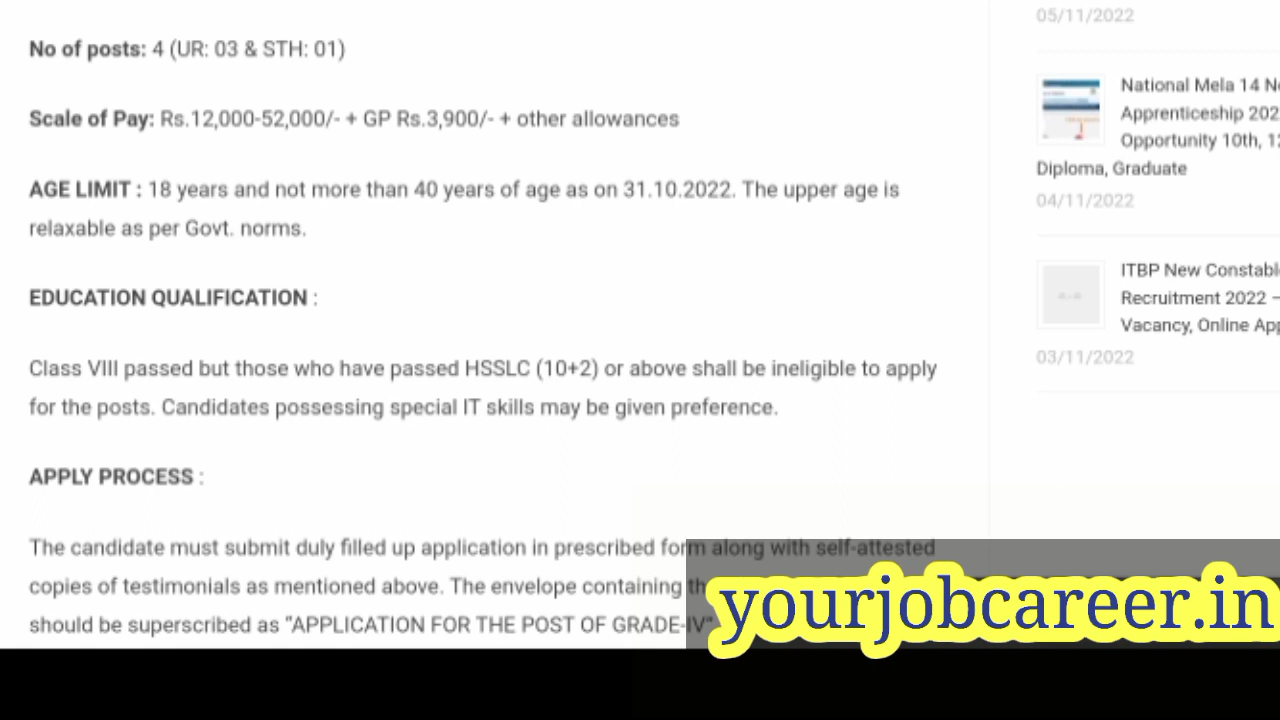 No of posts: 4 (UR: 03 & STH: 01)
Scale of Pay: Rs.12,000-52,000/- + GP Rs.3,900/- + other allowances
AGE LIMIT : 18 years and not more than 40 years of age as on 31.10.2022. The upper age is
relaxable as per Govt. norms.
EDUCATION QUALIFICATION :
Class VIII passed but those who have passed HSSLC (10+2) or above shall be ineligible to apply
for the posts. Candidates possessing special IT skills may be given preference.
APPLY PROCESS :
The candidate must submit duly filled up application in prescribed form along with self-attested
copies of testimonials as mentioned above. The envelope containing
should be superscribed as "APPLICATION FOR THE POST OF GRADE-IV"
05/11/2022
National Mela 14
Apprenticeship
Opportunity 10th,
Diploma, Graduate
04/11/2022
ITBP New
Recruitment 2022 –
Vacancy, Online
03/11/2022
yourjobcareer.in